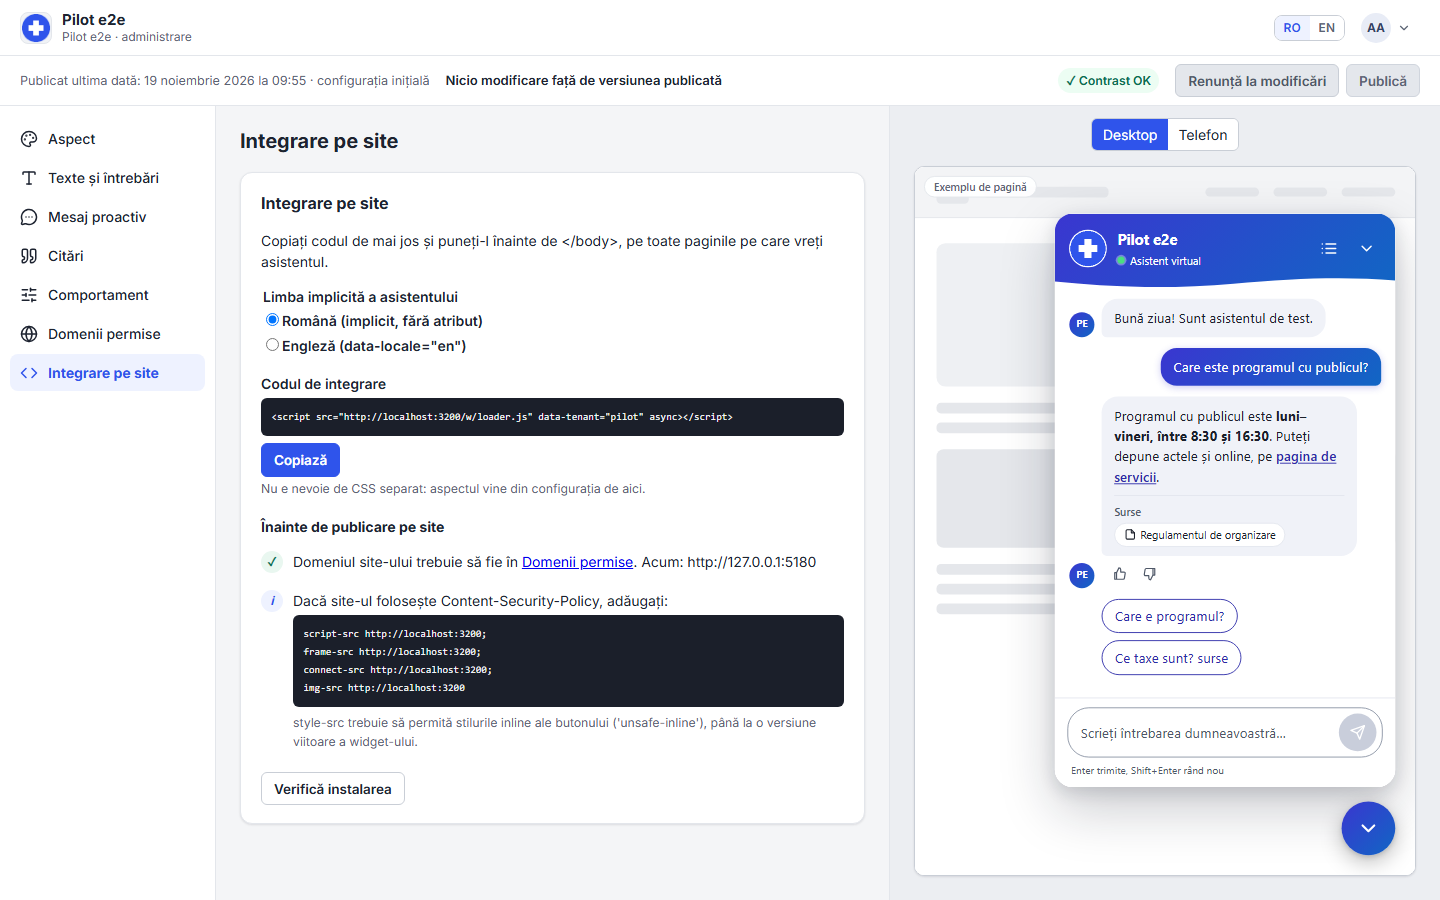 Pilot e2e
Pilot e2e · administrare
RO EN
AA
Publicat ultima dată: 19 noiembrie 2026 la 09:55 · configurația inițială
Nicio modificare față de versiunea publicată
✓ Contrast OK
Renunță la modificări
Publică
Aspect
Texte și întrebări
Mesaj proactiv
Citări
Comportament
Domenii permise
Integrare pe site
Integrare pe site
Integrare pe site
Copiați codul de mai jos și puneți-l înainte de </body>, pe toate paginile pe care vreți
asistentul.
Limba implicită a asistentului
Română (implicit, fără atribut)
Engleză (data-locale="en")
Codul de integrare
<script src="http://localhost:3200/w/loader.js" data-tenant="pilot" async></script>
Copiază
Nu e nevoie de CSS separat: aspectul vine din configurația de aici.
Înainte de publicare pe site
✓ Domeniul site-ului trebuie să fie în Domenii permise. Acum: http://127.0.0.1:5180
i Dacă site-ul folosește Content-Security-Policy, adăugați:
script-src http://localhost:3200;
frame-src http://localhost:3200;
connect-src http://localhost:3200;
img-src http://localhost:3200
style-src trebuie să permită stilurile inline ale butonului ('unsafe-inline'), până la o versiune
viitoare a widget-ului.
Verifică instalarea
Desktop
Telefon
Exemplu de pagină
Pilot e2e
Asistent virtual
PE
Bună ziua! Sunt asistentul de test.
Care este programul cu publicul?
Programul cu publicul este luni–
vineri, între 8:30 și 16:30. Puteți
depune actele și online, pe pagina de
servicii.
Surse
Regulamentul de organizare
PE
Care e programul?
Ce taxe sunt? surse
Scrieți întrebarea dumneavoastră...
Enter trimite, Shift+Enter rând nou